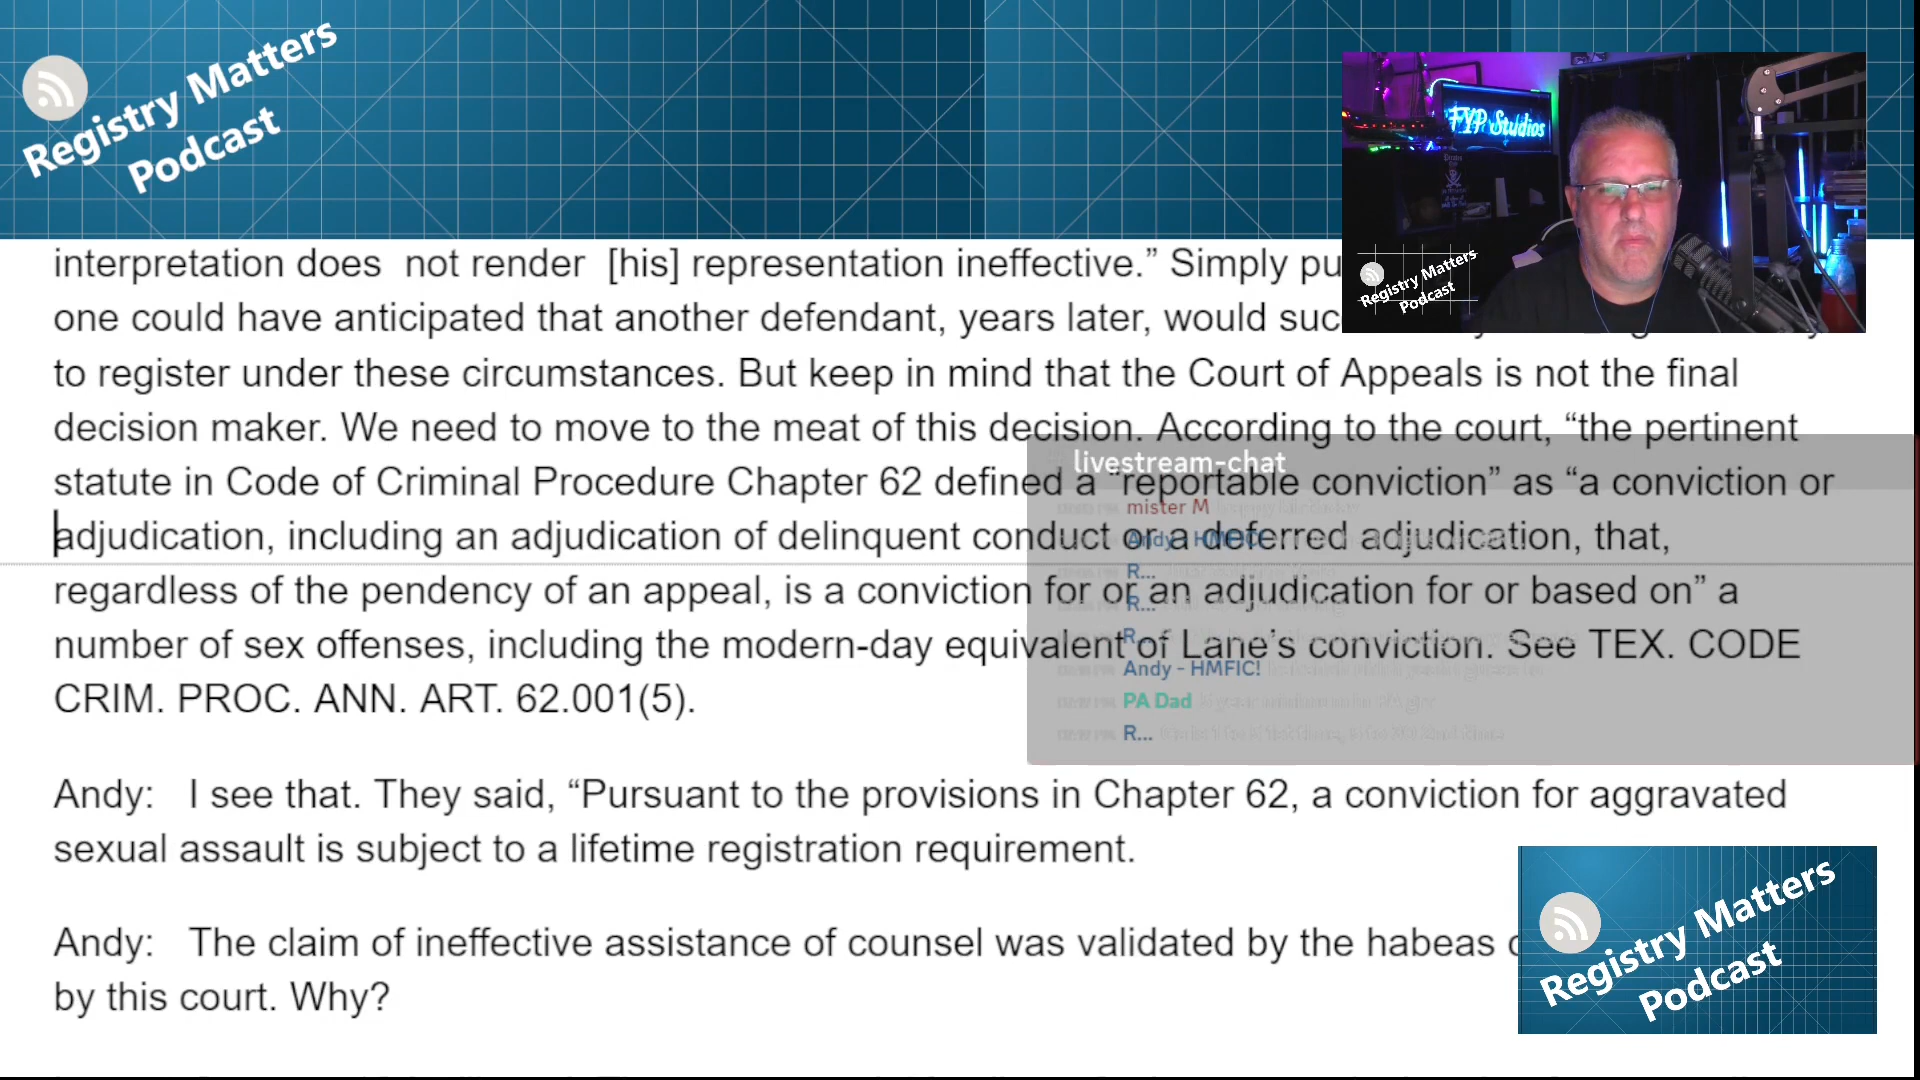 Registry Matters
Podcast
FYP Studios
Registry Matters
Podcast
interpretation does not render [his] representation ineffective.” Simply
one could have anticipated that another defendant, years later, would
to register under these circumstances. But keep in mind that the Court of Appeals is not the final
decision maker. We need to move to the meat of this decision. According to the court, “the pertinent
statute in Code of Criminal Procedure Chapter 62 defined a “reportable conviction” as “a conviction or
adjudication, including an adjudication of delinquent conduct or a deferred adjudication, that,
regardless of the pendency of an appeal, is a conviction for or an adjudication for or based on” a
number of sex offenses, including the modern-day equivalent of Lane’s conviction. See TEX. CODE
CRIM. PROC. ANN. ART. 62.001(5).
livestream-chat
mister M
Andy - HMFIC!
R...
R...
R...
Andy - HMFIC!
PA Dad
R...
Andy: I see that. They said, “Pursuant to the provisions in Chapter 62, a conviction for aggravated
sexual assault is subject to a lifetime registration requirement.
Andy: The claim of ineffective assistance of counsel was validated by the habeas
by this court. Why?
Registry Matters
Podcast